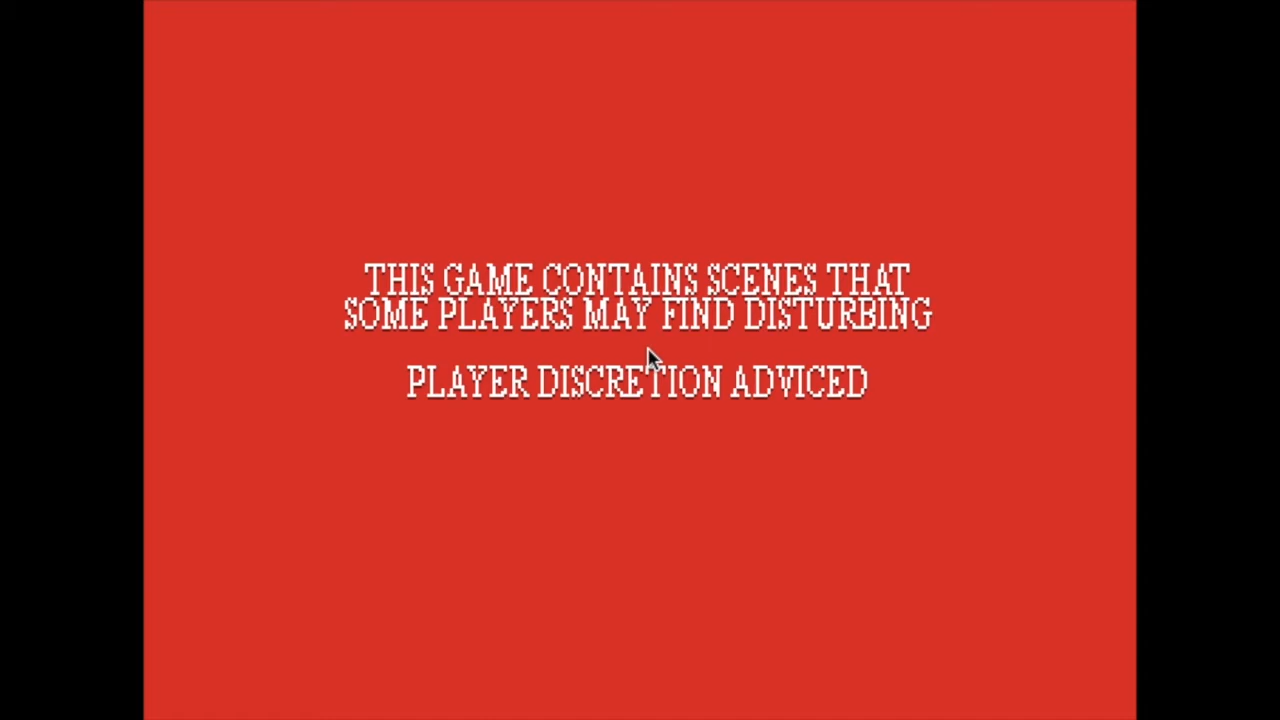 THIS GAME CONTAINS SCENES THAT
SOME PLAYERS MAY FIND DISTURBING
PLAYER DISCRETION ADVICED